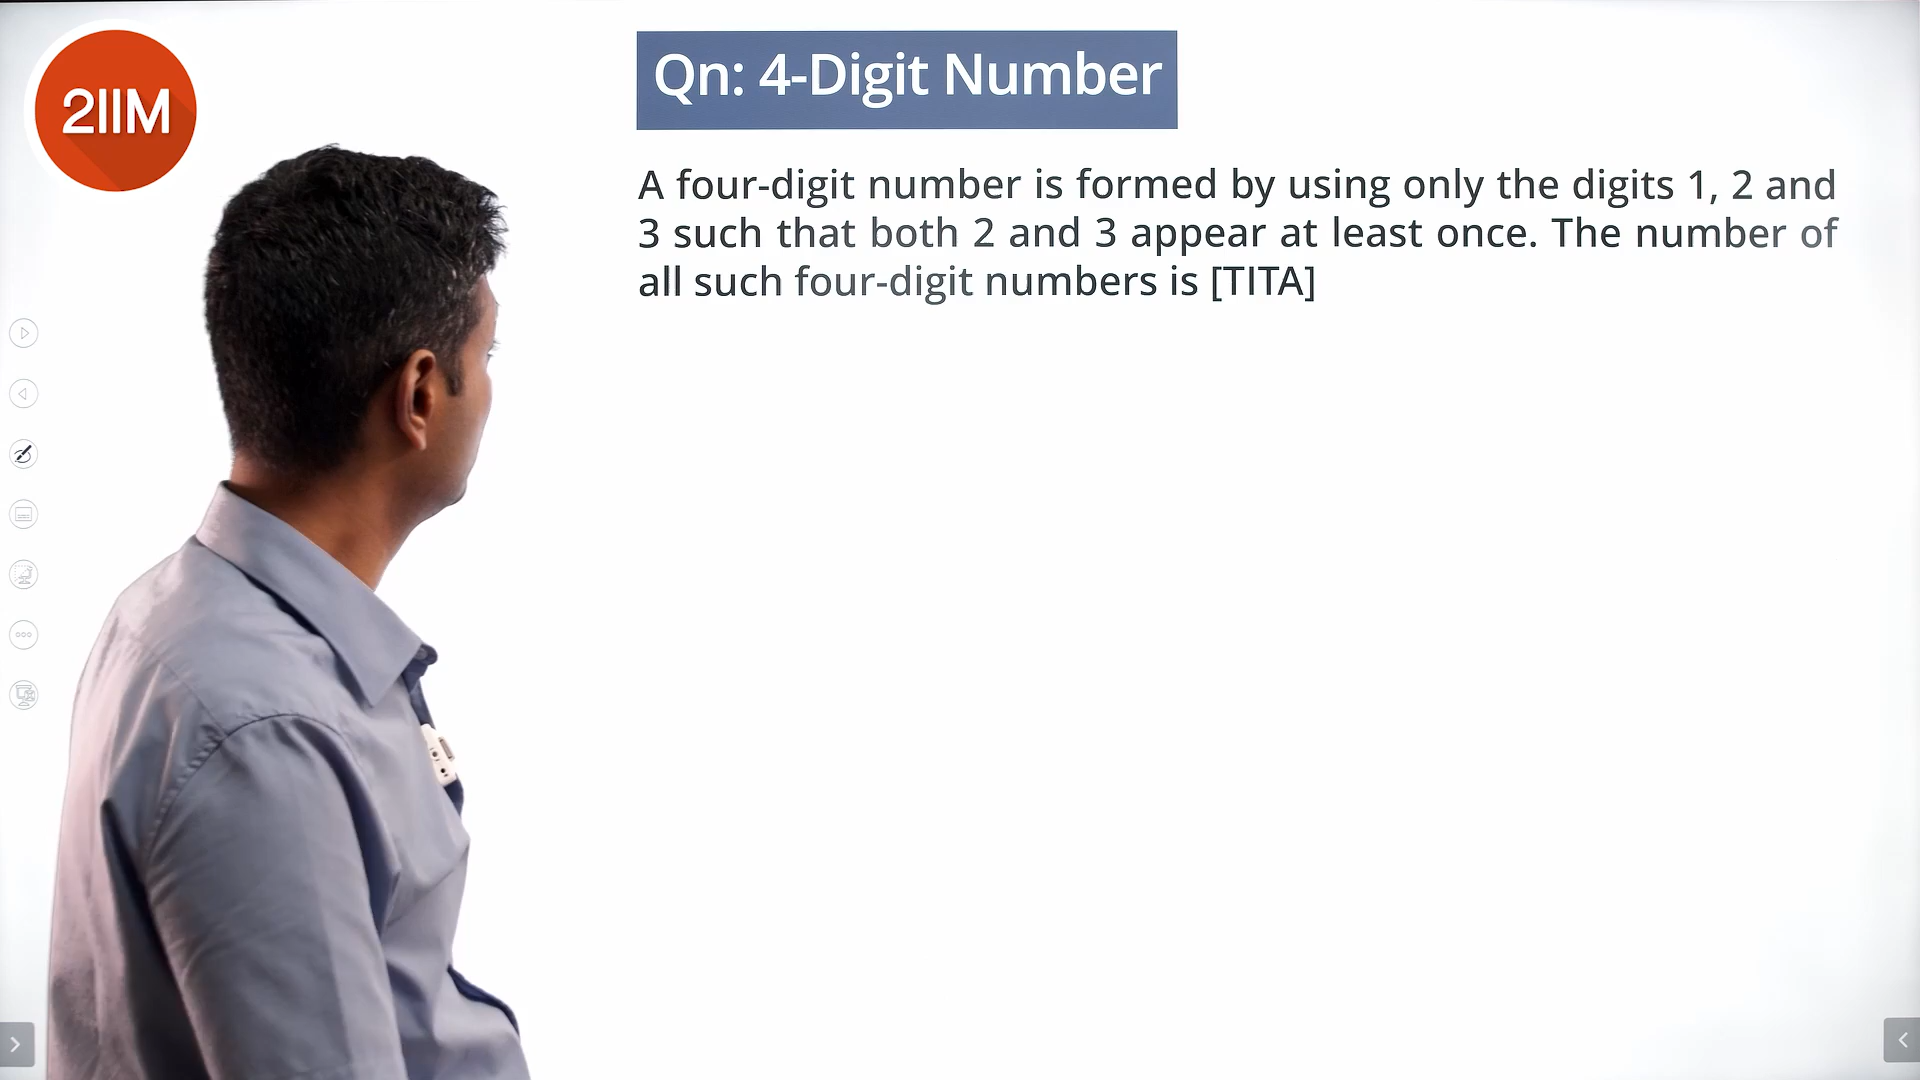 2IIM
Qn: 4-Digit Number
A four-digit number is formed by using only the digits 1, 2 and
3 such that both 2 and 3 appear at least once. The number of
all such four-digit numbers is [TITA]